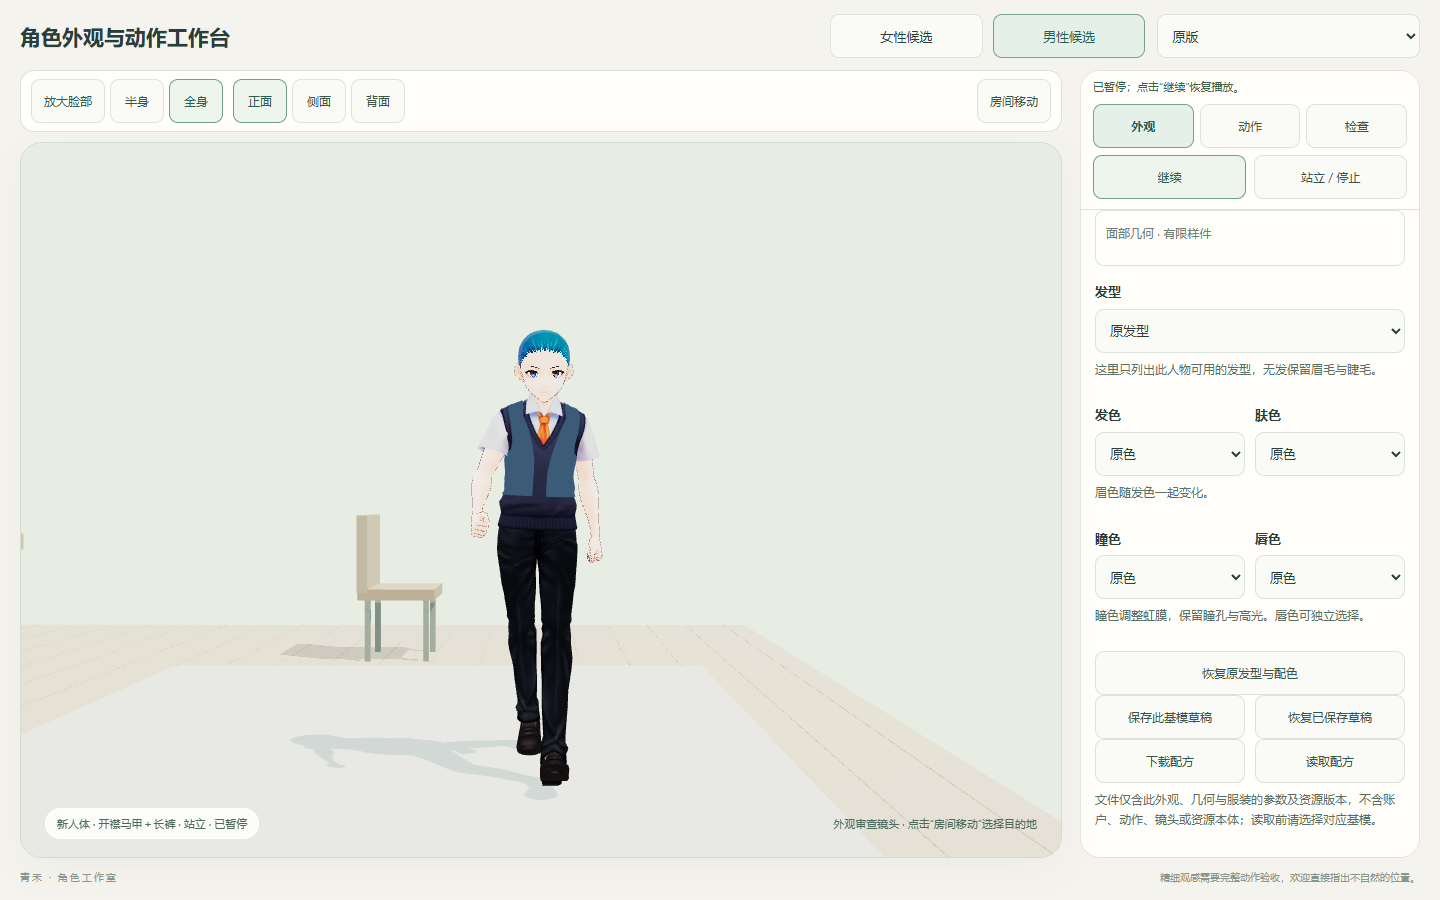 角色外观与动作工作台
女性候选
男性候选
原版
放大脸部
半身
全身
正面
侧面
背面
房间移动
已暂停；点击“继续”恢复播放。
外观
动作
检查
继续
站立 / 停止
面部几何 · 有限样件
发型
原发型
这里只列出此人物可用的发型，无发保留眉毛与睫毛。
发色
肤色
原色
原色
眉色随发色一起变化。
瞳色
唇色
原色
原色
瞳色调整虹膜，保留瞳孔与高光。唇色可独立选择。
恢复原发型与配色
保存此基模草稿
恢复已保存草稿
下载配方
读取配方
文件仅含此外观、几何与服装的参数及资源版本，不含账
户、动作、镜头或资源本体；读取前请选择对应基模。
新人体 · 开襟马甲 + 长裤 · 站立 · 已暂停
外观审查镜头 · 点击“房间移动”选择目的地
青禾 · 角色工作室
精细观感需要完整动作验收，欢迎直接指出不自然的位置。